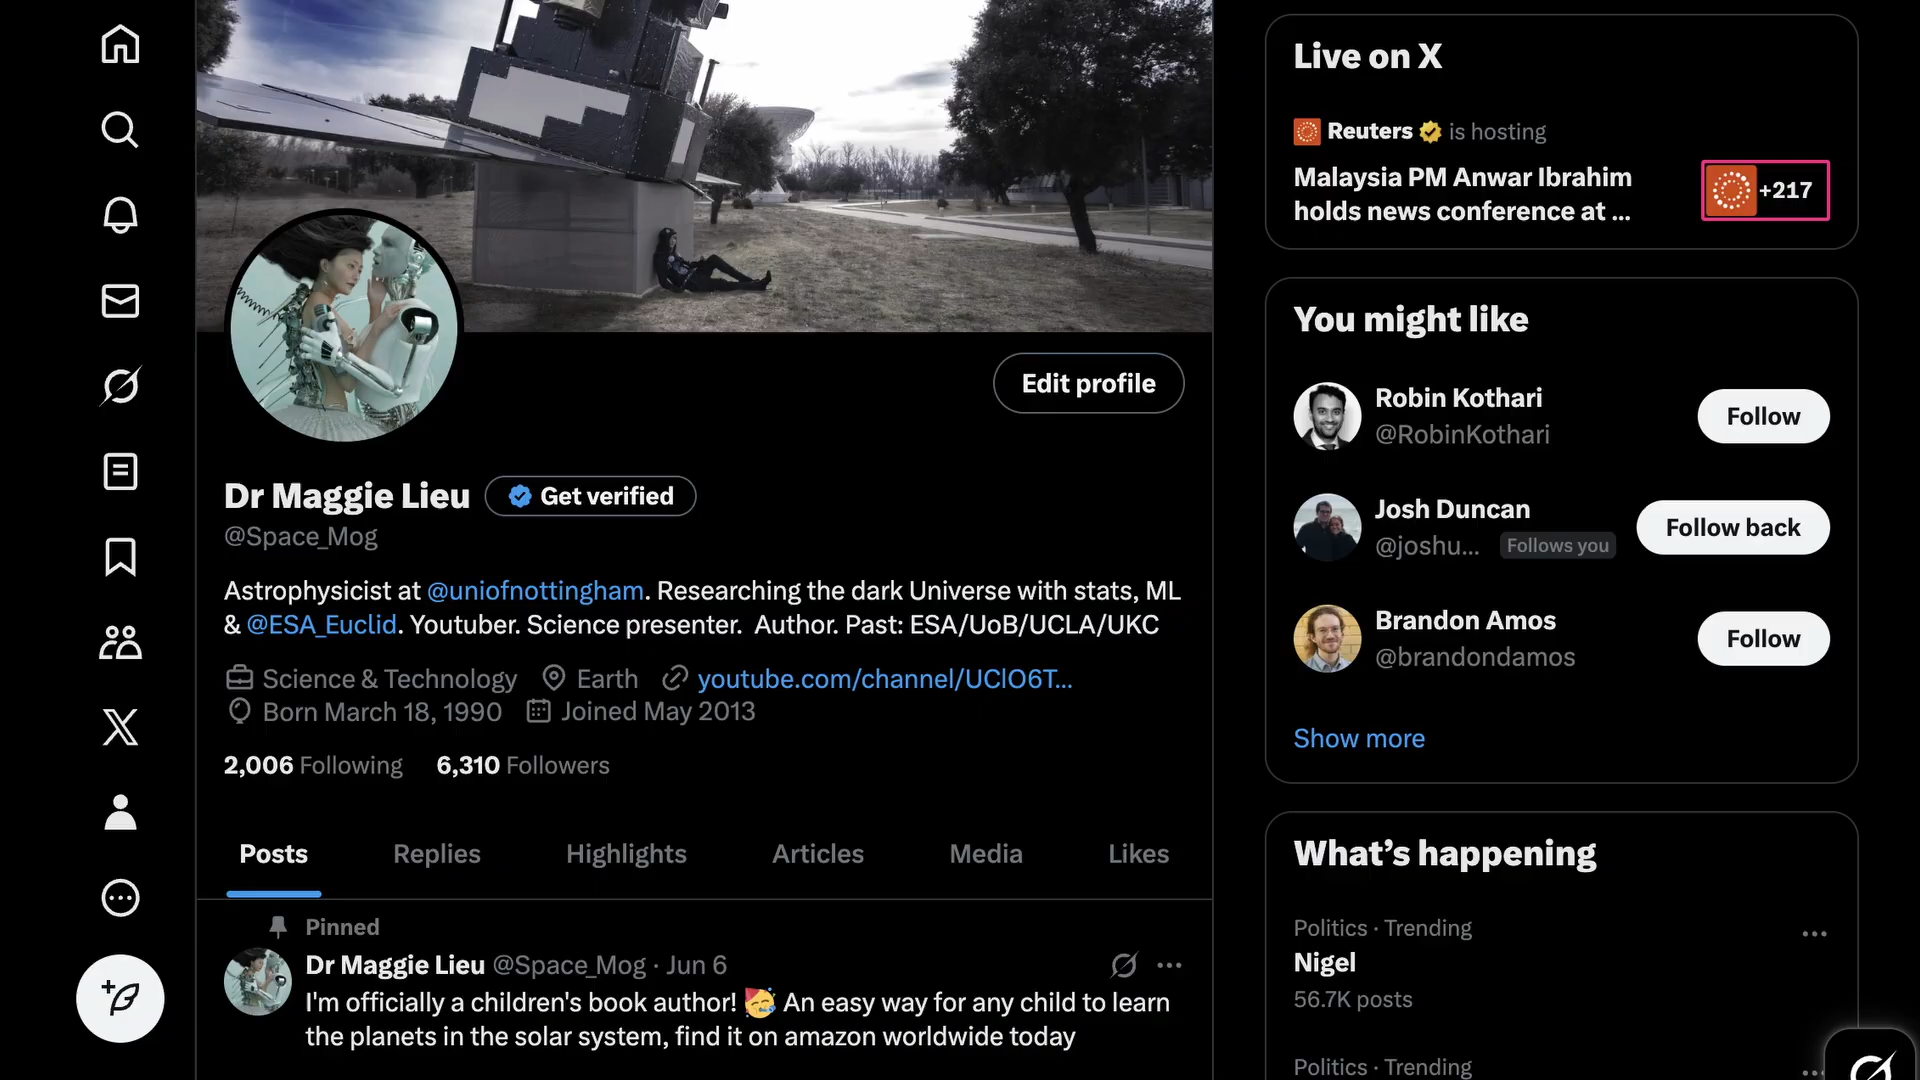 Edit profile
Dr Maggie Lieu
Get verified
@Space_Mog
Astrophysicist at @uniofnottingham. Researching the dark Universe with stats, ML
& @ESA_Euclid. Youtuber. Science presenter. Author. Past: ESA/UoB/UCLA/UKC
Science & Technology Earth youtube.com/channel/UClO6T...
Born March 18, 1990 Joined May 2013
2,006 Following 6,310 Followers
Posts Replies Highlights Articles Media Likes
Pinned
Dr Maggie Lieu @Space_Mog · Jun 6
I'm officially a children's book author! 🥳 An easy way for any child to learn
the planets in the solar system, find it on amazon worldwide today
Live on X
Reuters is hosting
Malaysia PM Anwar Ibrahim
holds news conference at ...
+217
You might like
Robin Kothari
@RobinKothari
Follow
Josh Duncan
@joshu... Follows you
Follow back
Brandon Amos
@brandondamos
Follow
Show more
What's happening
Politics · Trending
Nigel
56.7K posts
Politics · Trending